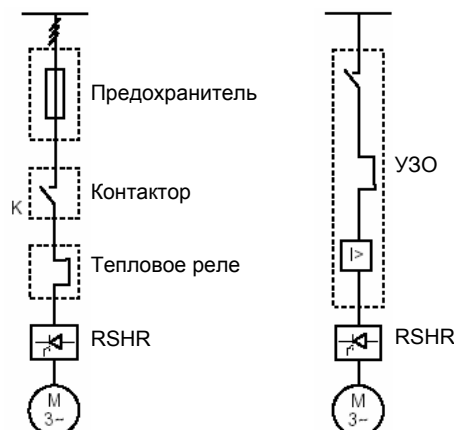 Предохранитель
K
Контактор
Тепловое реле
RSHR
M
3~
УЗО
I>
RSHR
M
3~